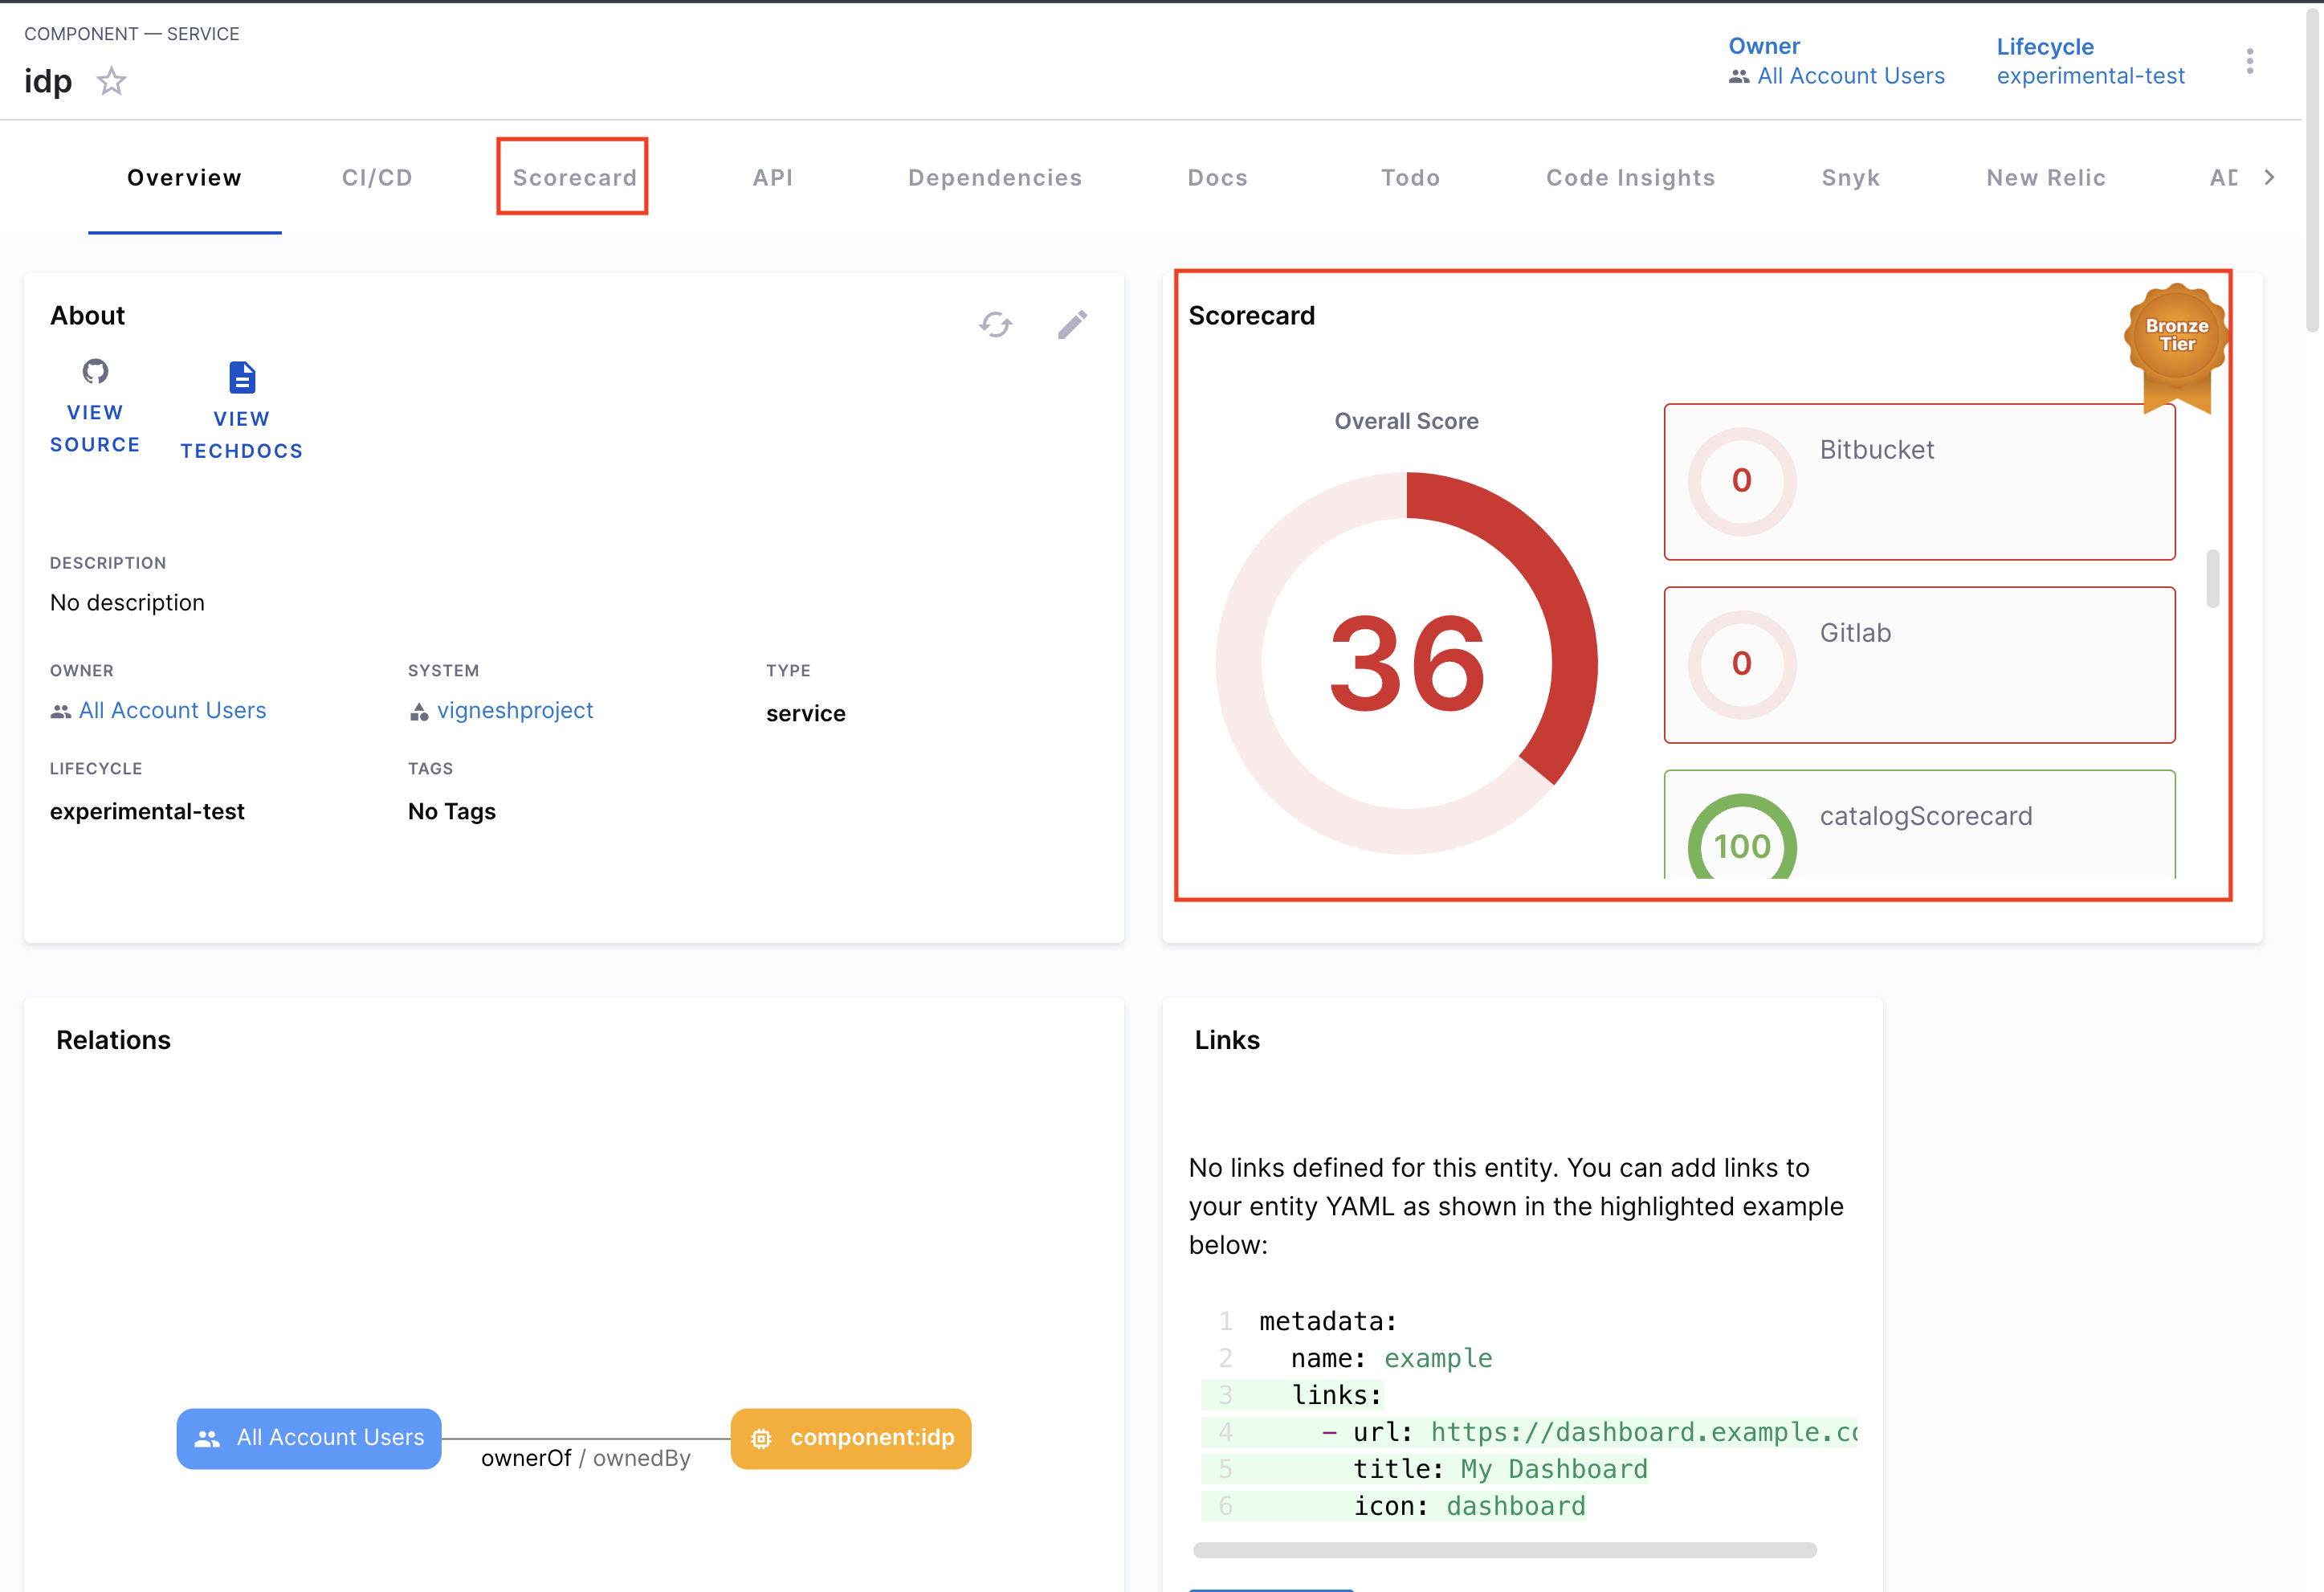 COMPONENT — SERVICE
idp
Owner
All Account Users
Lifecycle
experimental-test
Overview
CI/CD
Scorecard
API
Dependencies
Docs
Todo
Code Insights
Snyk
New Relic
About
VIEW
SOURCE
VIEW
TECHDOCS
DESCRIPTION
No description
OWNER
All Account Users
SYSTEM
vigneshproject
TYPE
service
LIFECYCLE
experimental-test
TAGS
No Tags
Scorecard
Bronze
Tier
Overall Score
36
0
Bitbucket
0
Gitlab
100
catalogScorecard
Relations
All Account Users
ownerOf / ownedBy
component:idp
Links
No links defined for this entity. You can add links to
your entity YAML as shown in the highlighted example
below:
1 metadata:
2 name: example
3 links:
4 - url: https://dashboard.example.c
5 title: My Dashboard
6 icon: dashboard